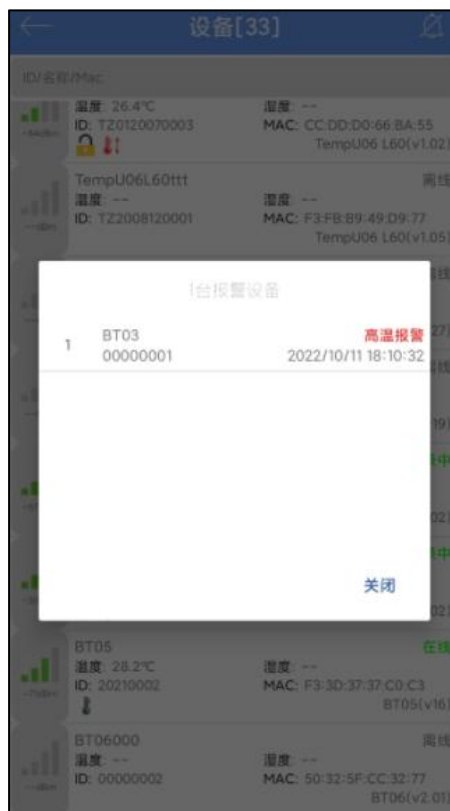 设备[33]
ID/名称/Mac
温度: 26.4℃ 湿度: --
-84dBm ID: TZ0120070003 MAC: CC:DD:D0:66:BA:55
TempU06 L60(v1.02)
TempU06L60ttt 离线
温度: -- 湿度: --
--dBm ID: TZ2008120001 MAC: F3:FB:89:49:D9:77
TempU06 L60(v1.05)
1台报警设备
1 BT03 高温报警
00000001 2022/10/11 18:10:32
关闭
BT05 在线
温度: 28.2℃ 湿度: --
ID: 20210002 MAC: F3:3D:37:37:C0:C3
BT05(v16)
BT06000 离线
温度: -- 湿度: --
--dBm ID: 00000002 MAC: 50:32:5F:CC:32:77
BT06(v2.01)